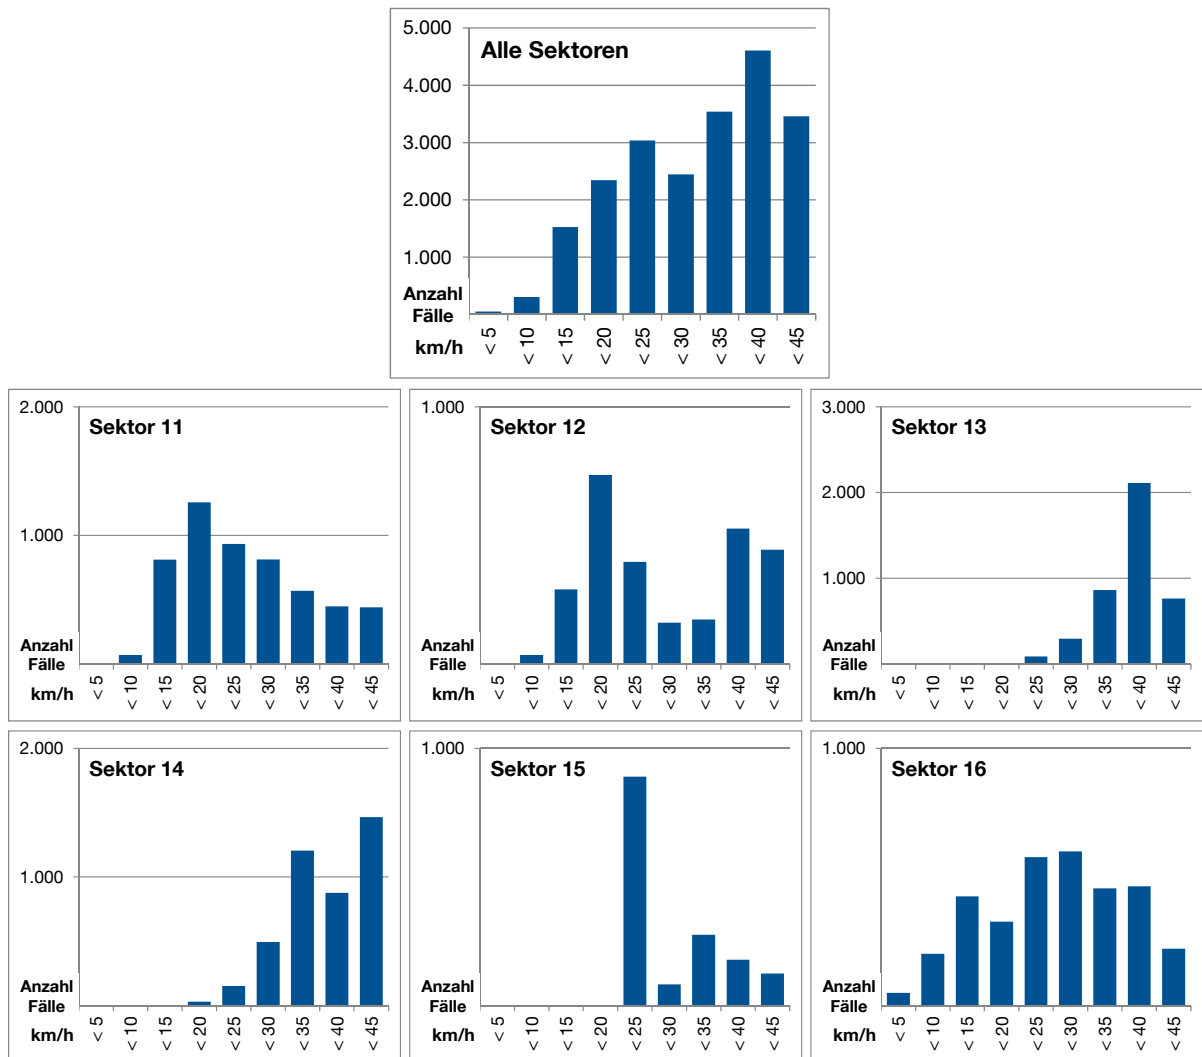 Alle Sektoren
5.000
4.000
3.000
2.000
1.000
Anzahl
Fälle
km/h
< 5
< 10
< 15
< 20
< 25
< 30
< 35
< 40
< 45
Sektor 11
2.000
1.000
Anzahl
Fälle
km/h
< 5
< 10
< 15
< 20
< 25
< 30
< 35
< 40
< 45
Sektor 12
1.000
Anzahl
Fälle
km/h
< 5
< 10
< 15
< 20
< 25
< 30
< 35
< 40
< 45
Sektor 13
3.000
2.000
1.000
Anzahl
Fälle
km/h
< 5
< 10
< 15
< 20
< 25
< 30
< 35
< 40
< 45
Sektor 14
2.000
1.000
Anzahl
Fälle
km/h
< 5
< 10
< 15
< 20
< 25
< 30
< 35
< 40
< 45
Sektor 15
1.000
Anzahl
Fälle
km/h
< 5
< 10
< 15
< 20
< 25
< 30
< 35
< 40
< 45
Sektor 16
1.000
Anzahl
Fälle
km/h
< 5
< 10
< 15
< 20
< 25
< 30
< 35
< 40
< 45